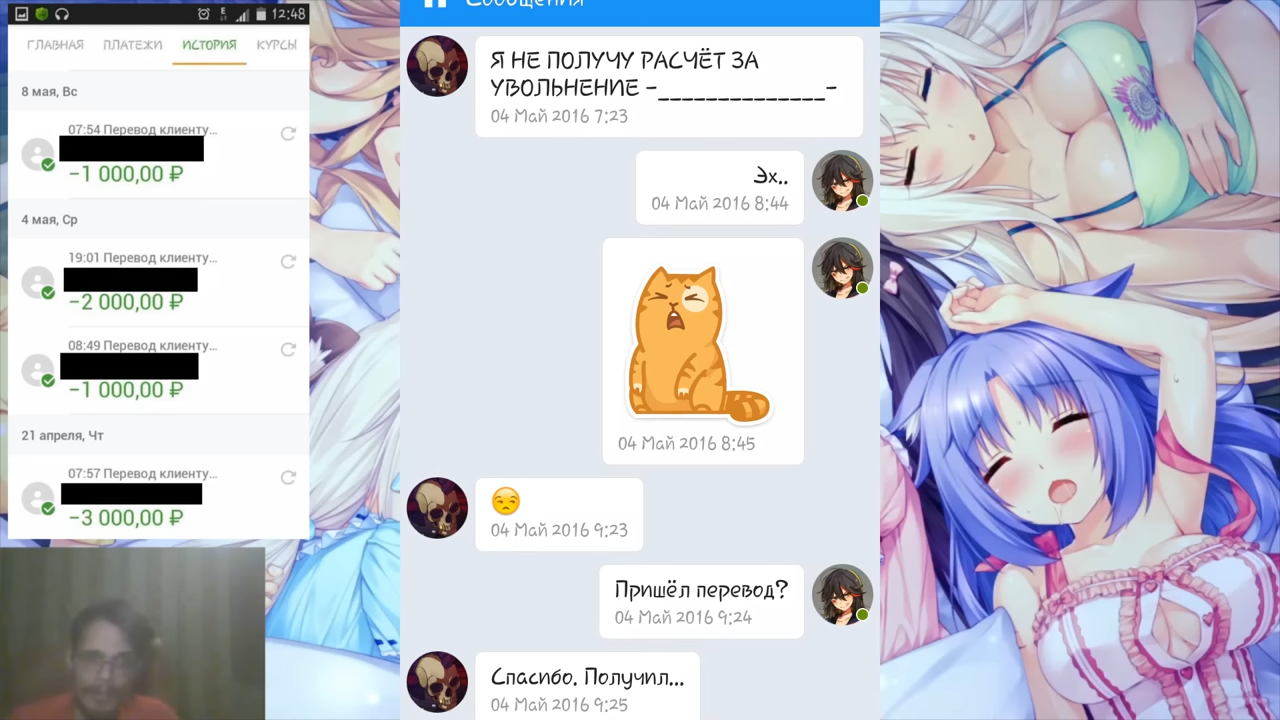 12:48
ГЛАВНАЯ ПЛАТЕЖИ ИСТОРИЯ КУРСЫ
8 мая, Вс
07:54 Перевод клиенту...
-1 000,00 ₽
4 мая, Ср
19:01 Перевод клиенту...
-2 000,00 ₽
08:49 Перевод клиенту...
-1 000,00 ₽
21 апреля, Чт
07:57 Перевод клиенту...
-3 000,00 ₽
Сообщения
Я НЕ ПОЛУЧУ РАСЧЁТ ЗА
УВОЛЬНЕНИЕ -______________-
04 Май 2016 7:23
Эх..
04 Май 2016 8:44
04 Май 2016 8:45
04 Май 2016 9:23
Пришёл перевод?
04 Май 2016 9:24
Спасибо. Получил...
04 Май 2016 9:25